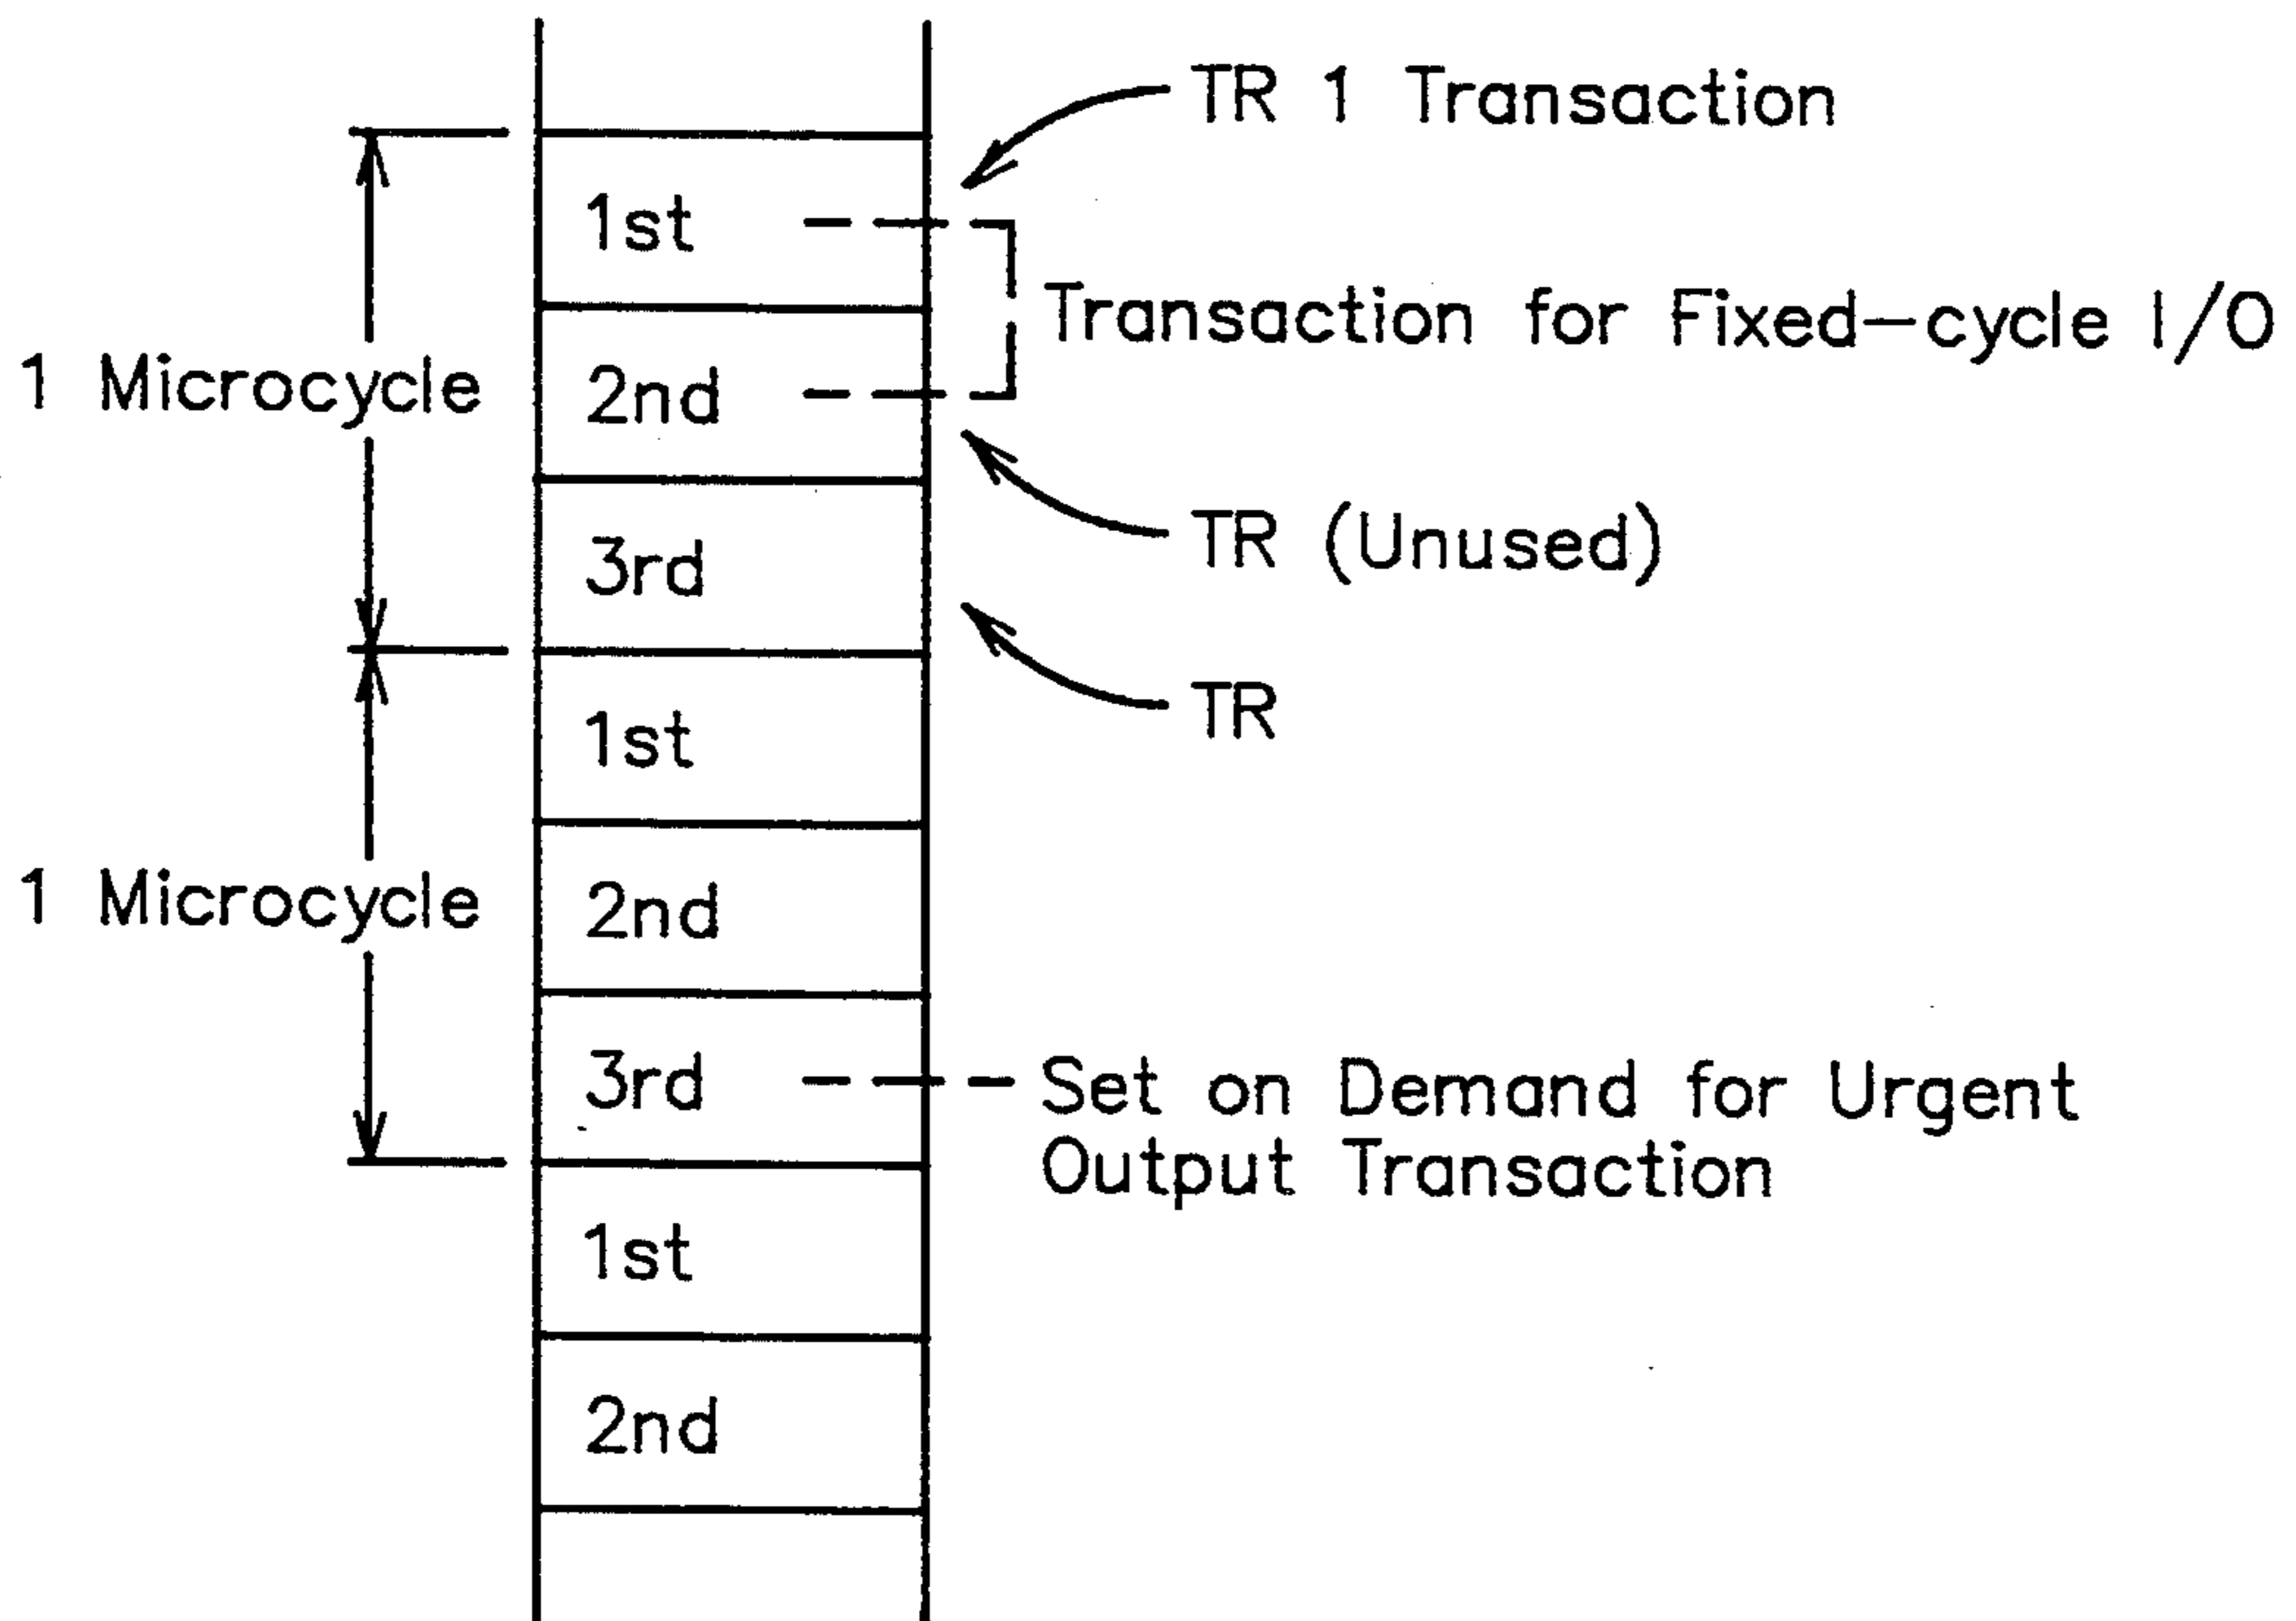 TR 1 Transaction
1st
Transaction for Fixed-cycle I/O
1 Microcycle
2nd
TR (Unused)
3rd
TR
1st
1 Microcycle
2nd
3rd
Set on Demand for Urgent
Output Transaction
1st
2nd